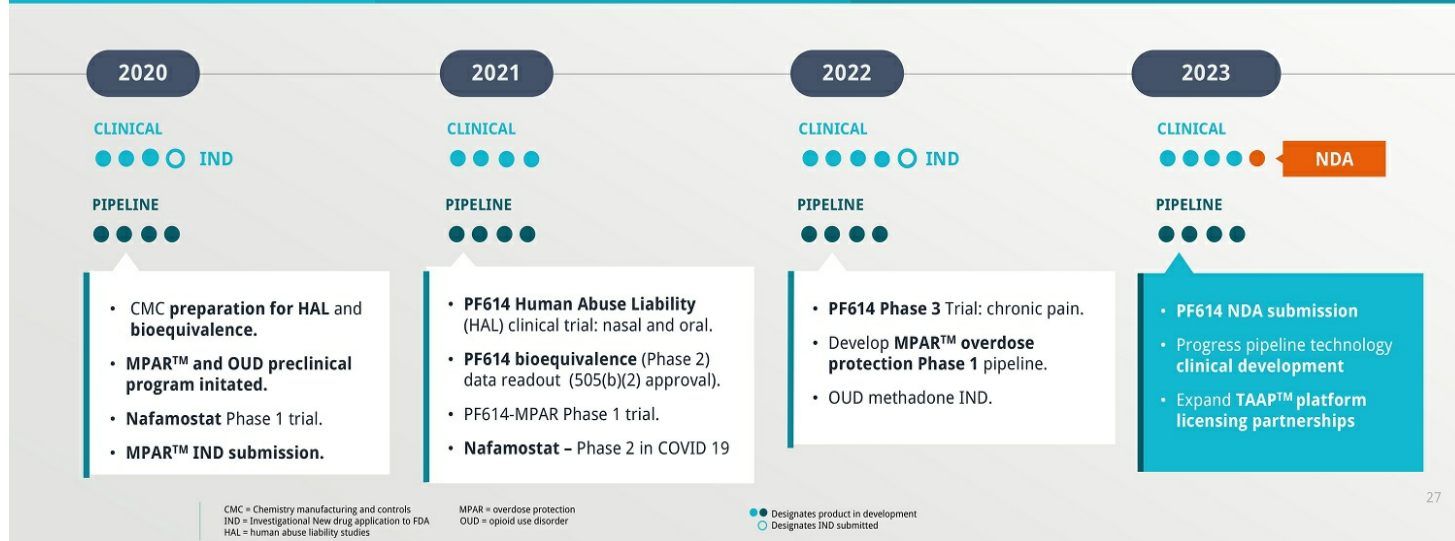 2020
CLINICAL
IND
PIPELINE
• CMC preparation for HAL and
bioequivalence.
• MPAR™ and OUD preclinical
program initated.
• Nafamostat Phase 1 trial.
• MPAR™ IND submission.
2021
CLINICAL
PIPELINE
• PF614 Human Abuse Liability
(HAL) clinical trial: nasal and oral.
• PF614 bioequivalence (Phase 2)
data readout (505(b)(2) approval).
• PF614-MPAR Phase 1 trial.
• Nafamostat – Phase 2 in COVID 19
2022
CLINICAL
IND
PIPELINE
• PF614 Phase 3 Trial: chronic pain.
• Develop MPAR™ overdose
protection Phase 1 pipeline.
• OUD methadone IND.
2023
CLINICAL
NDA
PIPELINE
• PF614 NDA submission
• Progress pipeline technology
clinical development
• Expand TAAP™ platform
licensing partnerships
CMC = Chemistry manufacturing and controls
IND = Investigational New drug application to FDA
HAL = human abuse liability studies
MPAR = overdose protection
OUD = opioid use disorder
Designates product in development
Designates IND submitted
27